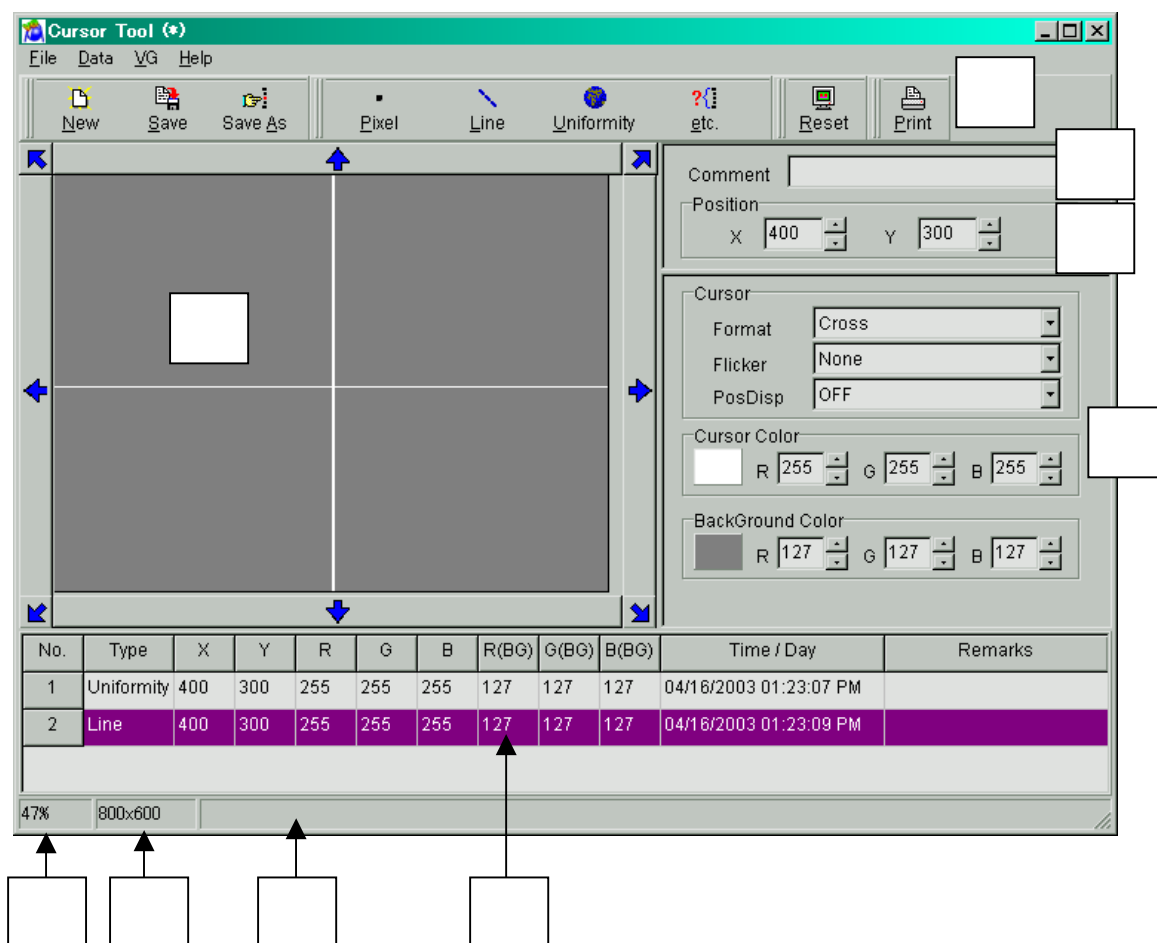 Cursor Tool (*)
File Data VG Help
New Save Save As Pixel Line Uniformity ?{ etc. Reset Print
Comment
Position
X 400 Y 300
Cursor
Format Cross
Flicker None
PosDisp OFF
Cursor Color
R 255 G 255 B 255
BackGround Color
R 127 G 127 B 127
No. Type X Y R G B R(BG) G(BG) B(BG) Time / Day Remarks
1 Uniformity 400 300 255 255 255 127 127 127 04/16/2003 01:23:07 PM
2 Line 400 300 255 255 255 127 127 127 04/16/2003 01:23:09 PM
47% 800x600